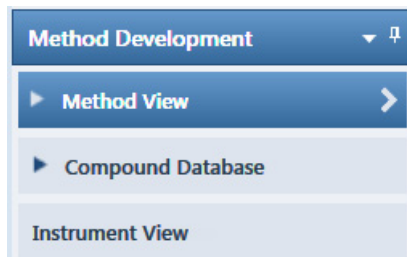 Method Development
Method View
Compound Database
Instrument View